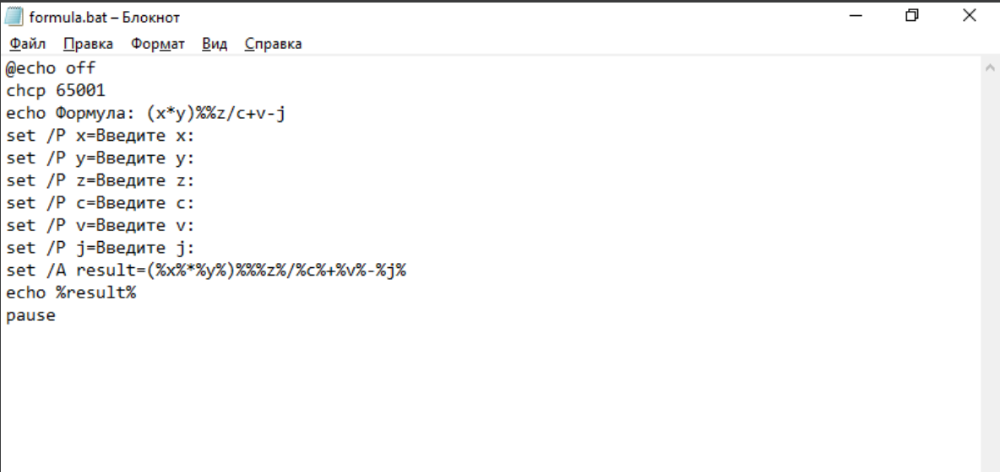 formula.bat – Блокнот
Файл Правка Формат Вид Справка
@echo off
chcp 65001
echo Формула: (x*y)%%z/c+v-j
set /P x=Введите x:
set /P y=Введите y:
set /P z=Введите z:
set /P c=Введите c:
set /P v=Введите v:
set /P j=Введите j:
set /A result=(%x%*%y%)%%%z%/%c%+%v%-%j%
echo %result%
pause